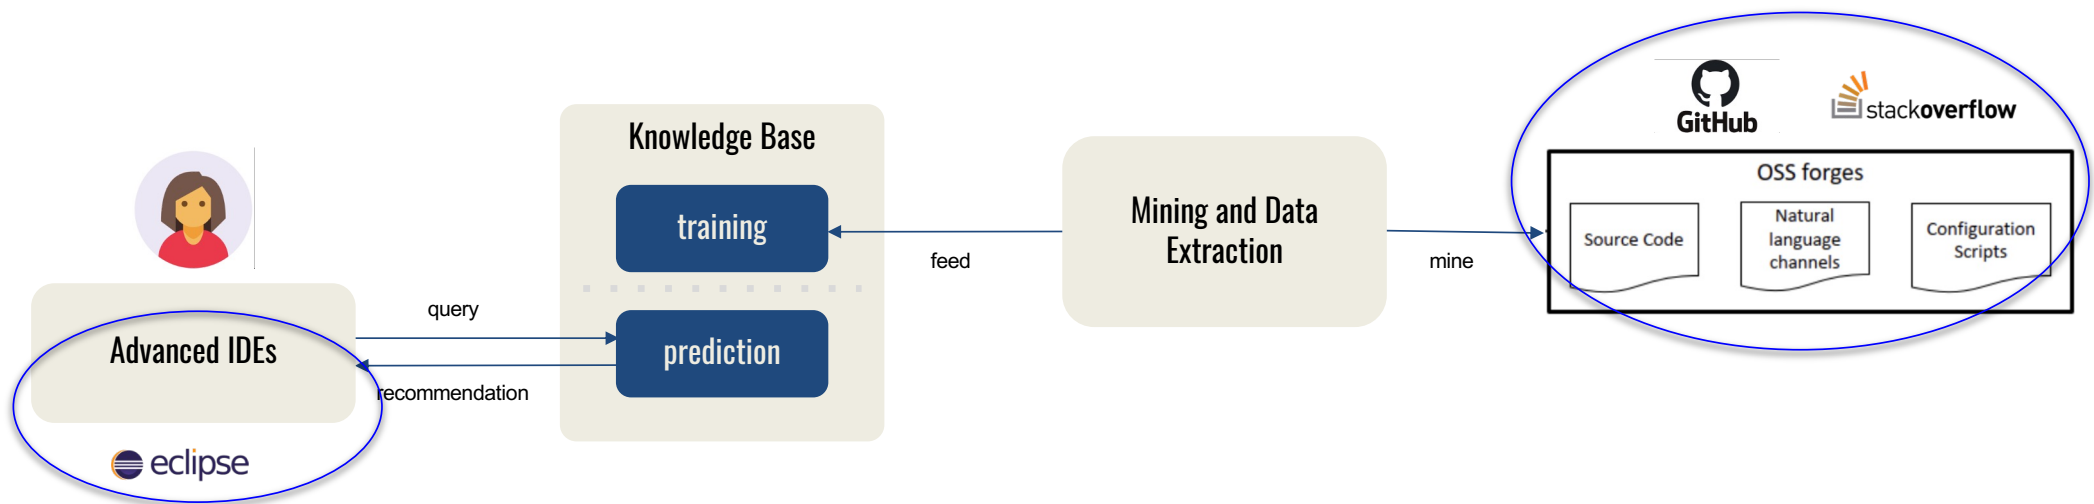 GitHub
stackoverflow
Knowledge Base
OSS forges
training
Mining and Data
Extraction
Source Code
Natural
language
channels
Configuration
Scripts
feed
mine
query
Advanced IDEs
prediction
recommendation
eclipse